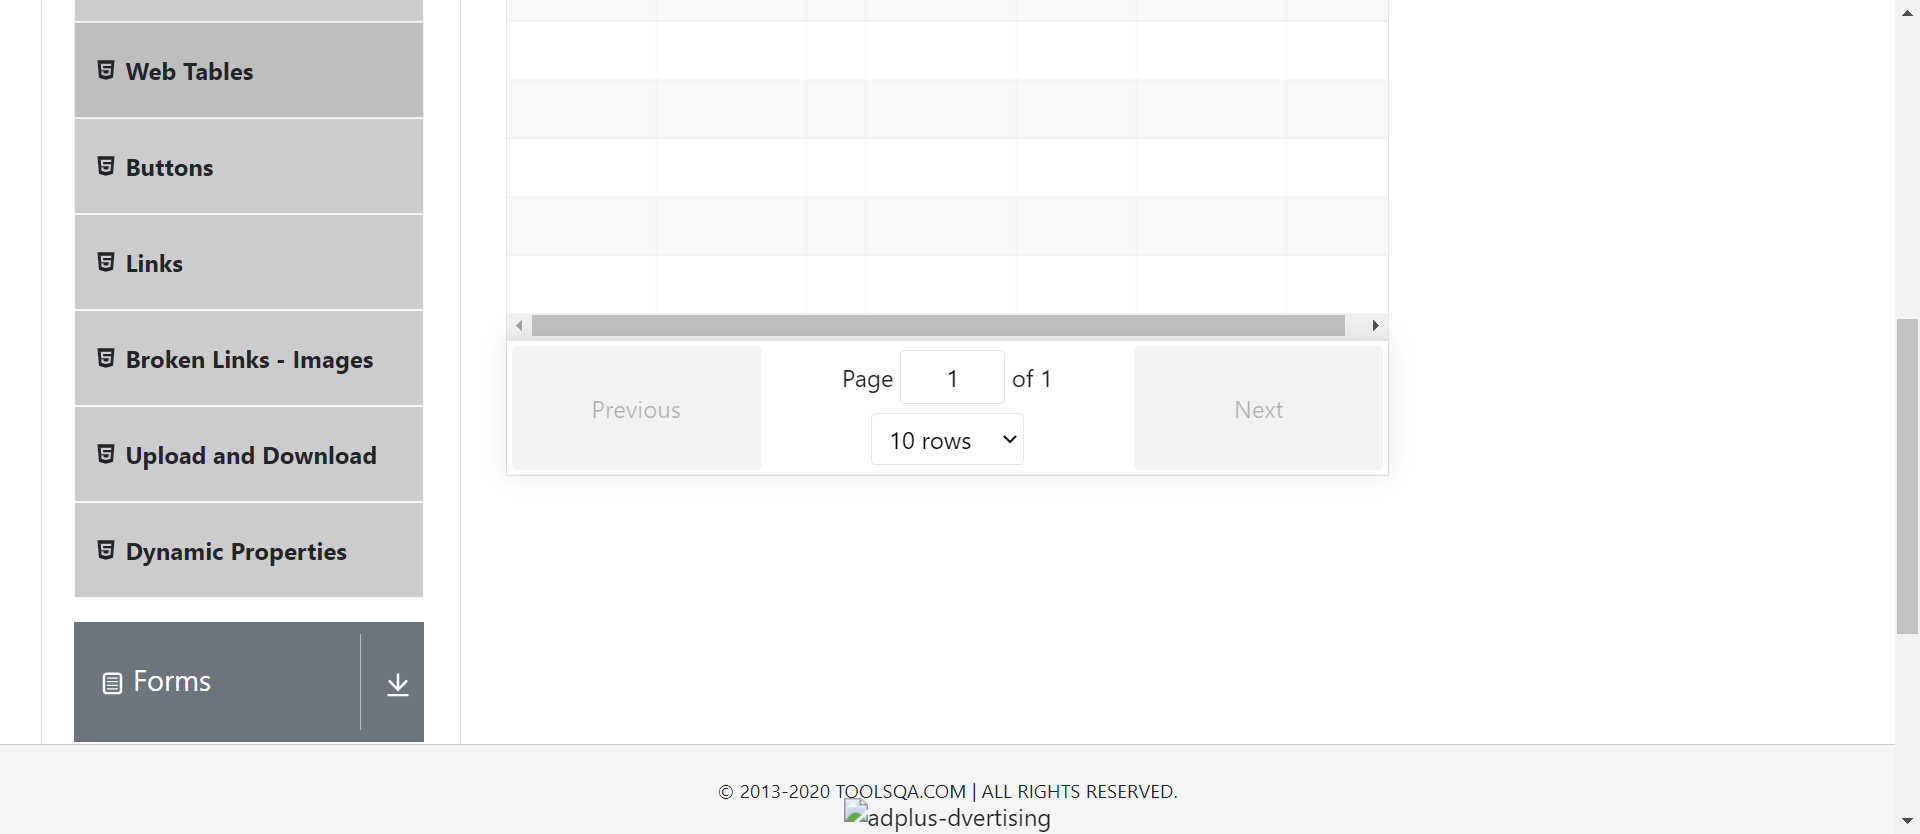 Web Tables
Buttons
Links
Broken Links - Images
Upload and Download
Dynamic Properties
Forms
Previous
Page 1 of 1
10 rows
Next
© 2013-2020 TOOLSQA.COM | ALL RIGHTS RESERVED.
adplus-dvertising